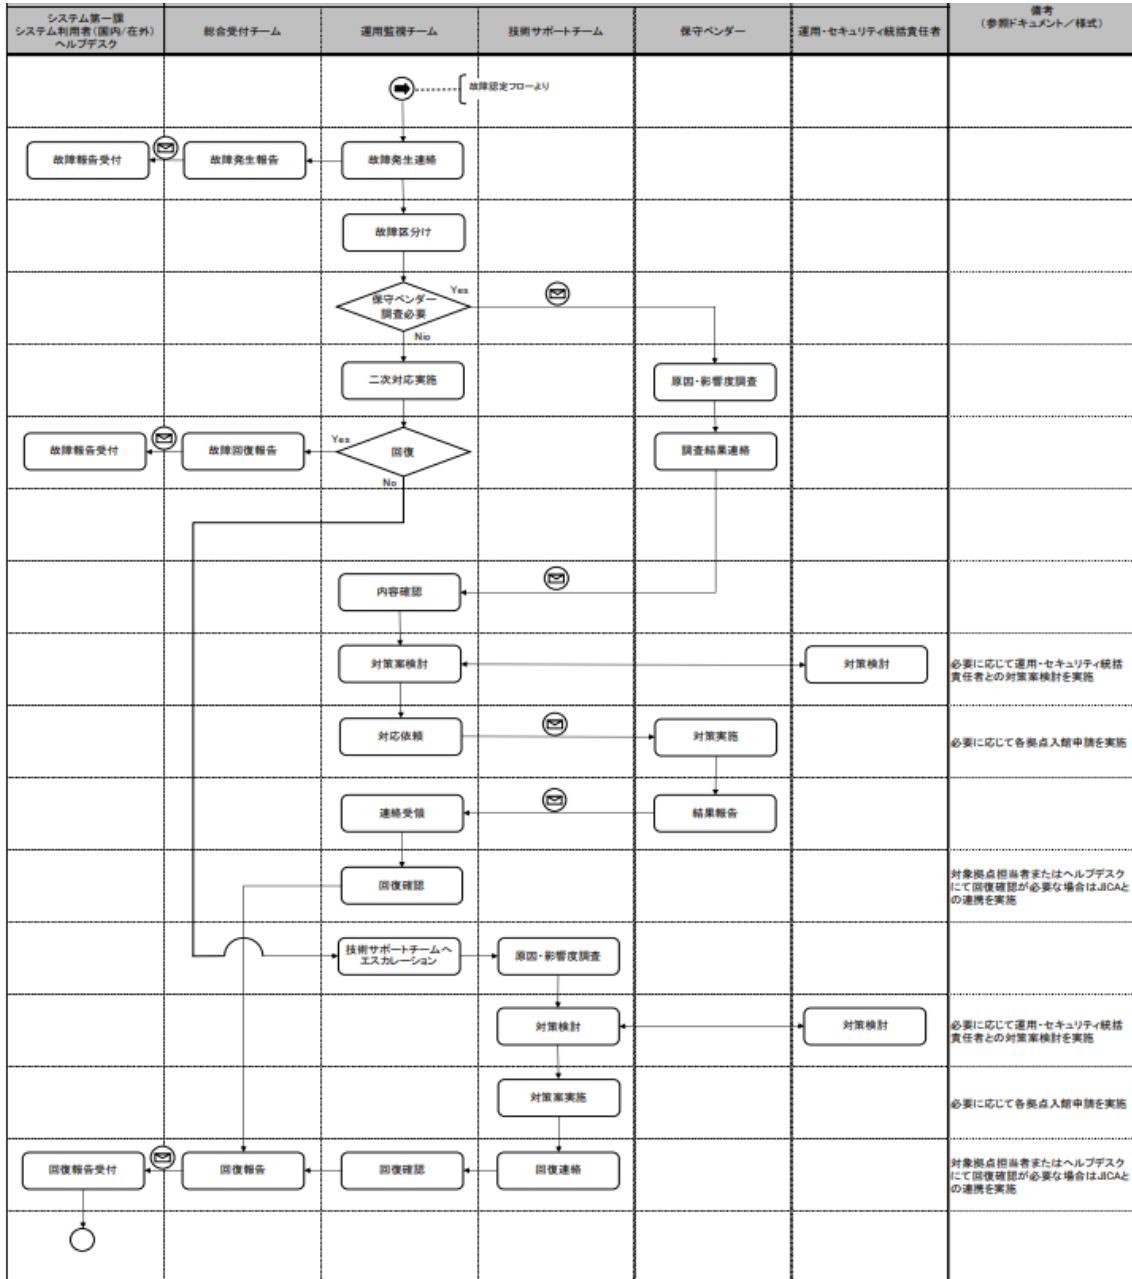 システム第一課
システム利用者(国内/在外)
ヘルプデスク
総合受付チーム
運用監視チーム
技術サポートチーム
保守ベンダー
運用・セキュリティ統括責任者
備考
(参照ドキュメント/様式)
故障認定フローより
故障報告受付
故障発生報告
故障発生連絡
故障区分け
保守ベンダー
調査必要
Yes
Nio
二次対応実施
原因・影響度調査
故障報告受付
故障回復報告
Yes
回復
No
調査結果連絡
内容確認
対策案検討
対策検討
必要に応じて運用・セキュリティ統括
責任者との対策案検討を実施
対応依頼
対策実施
必要に応じて各拠点入館申請を実施
連絡受領
結果報告
回復確認
対象拠点担当者またはヘルプデスク
にて回復確認が必要な場合はJICAと
の連携を実施
技術サポートチームへ
エスカレーション
原因・影響度調査
対策検討
対策検討
必要に応じて運用・セキュリティ統括
責任者との対策案検討を実施
対策案実施
必要に応じて各拠点入館申請を実施
回復報告受付
回復報告
回復確認
回復連絡
対象拠点担当者またはヘルプデスク
にて回復確認が必要な場合はJICAと
の連携を実施